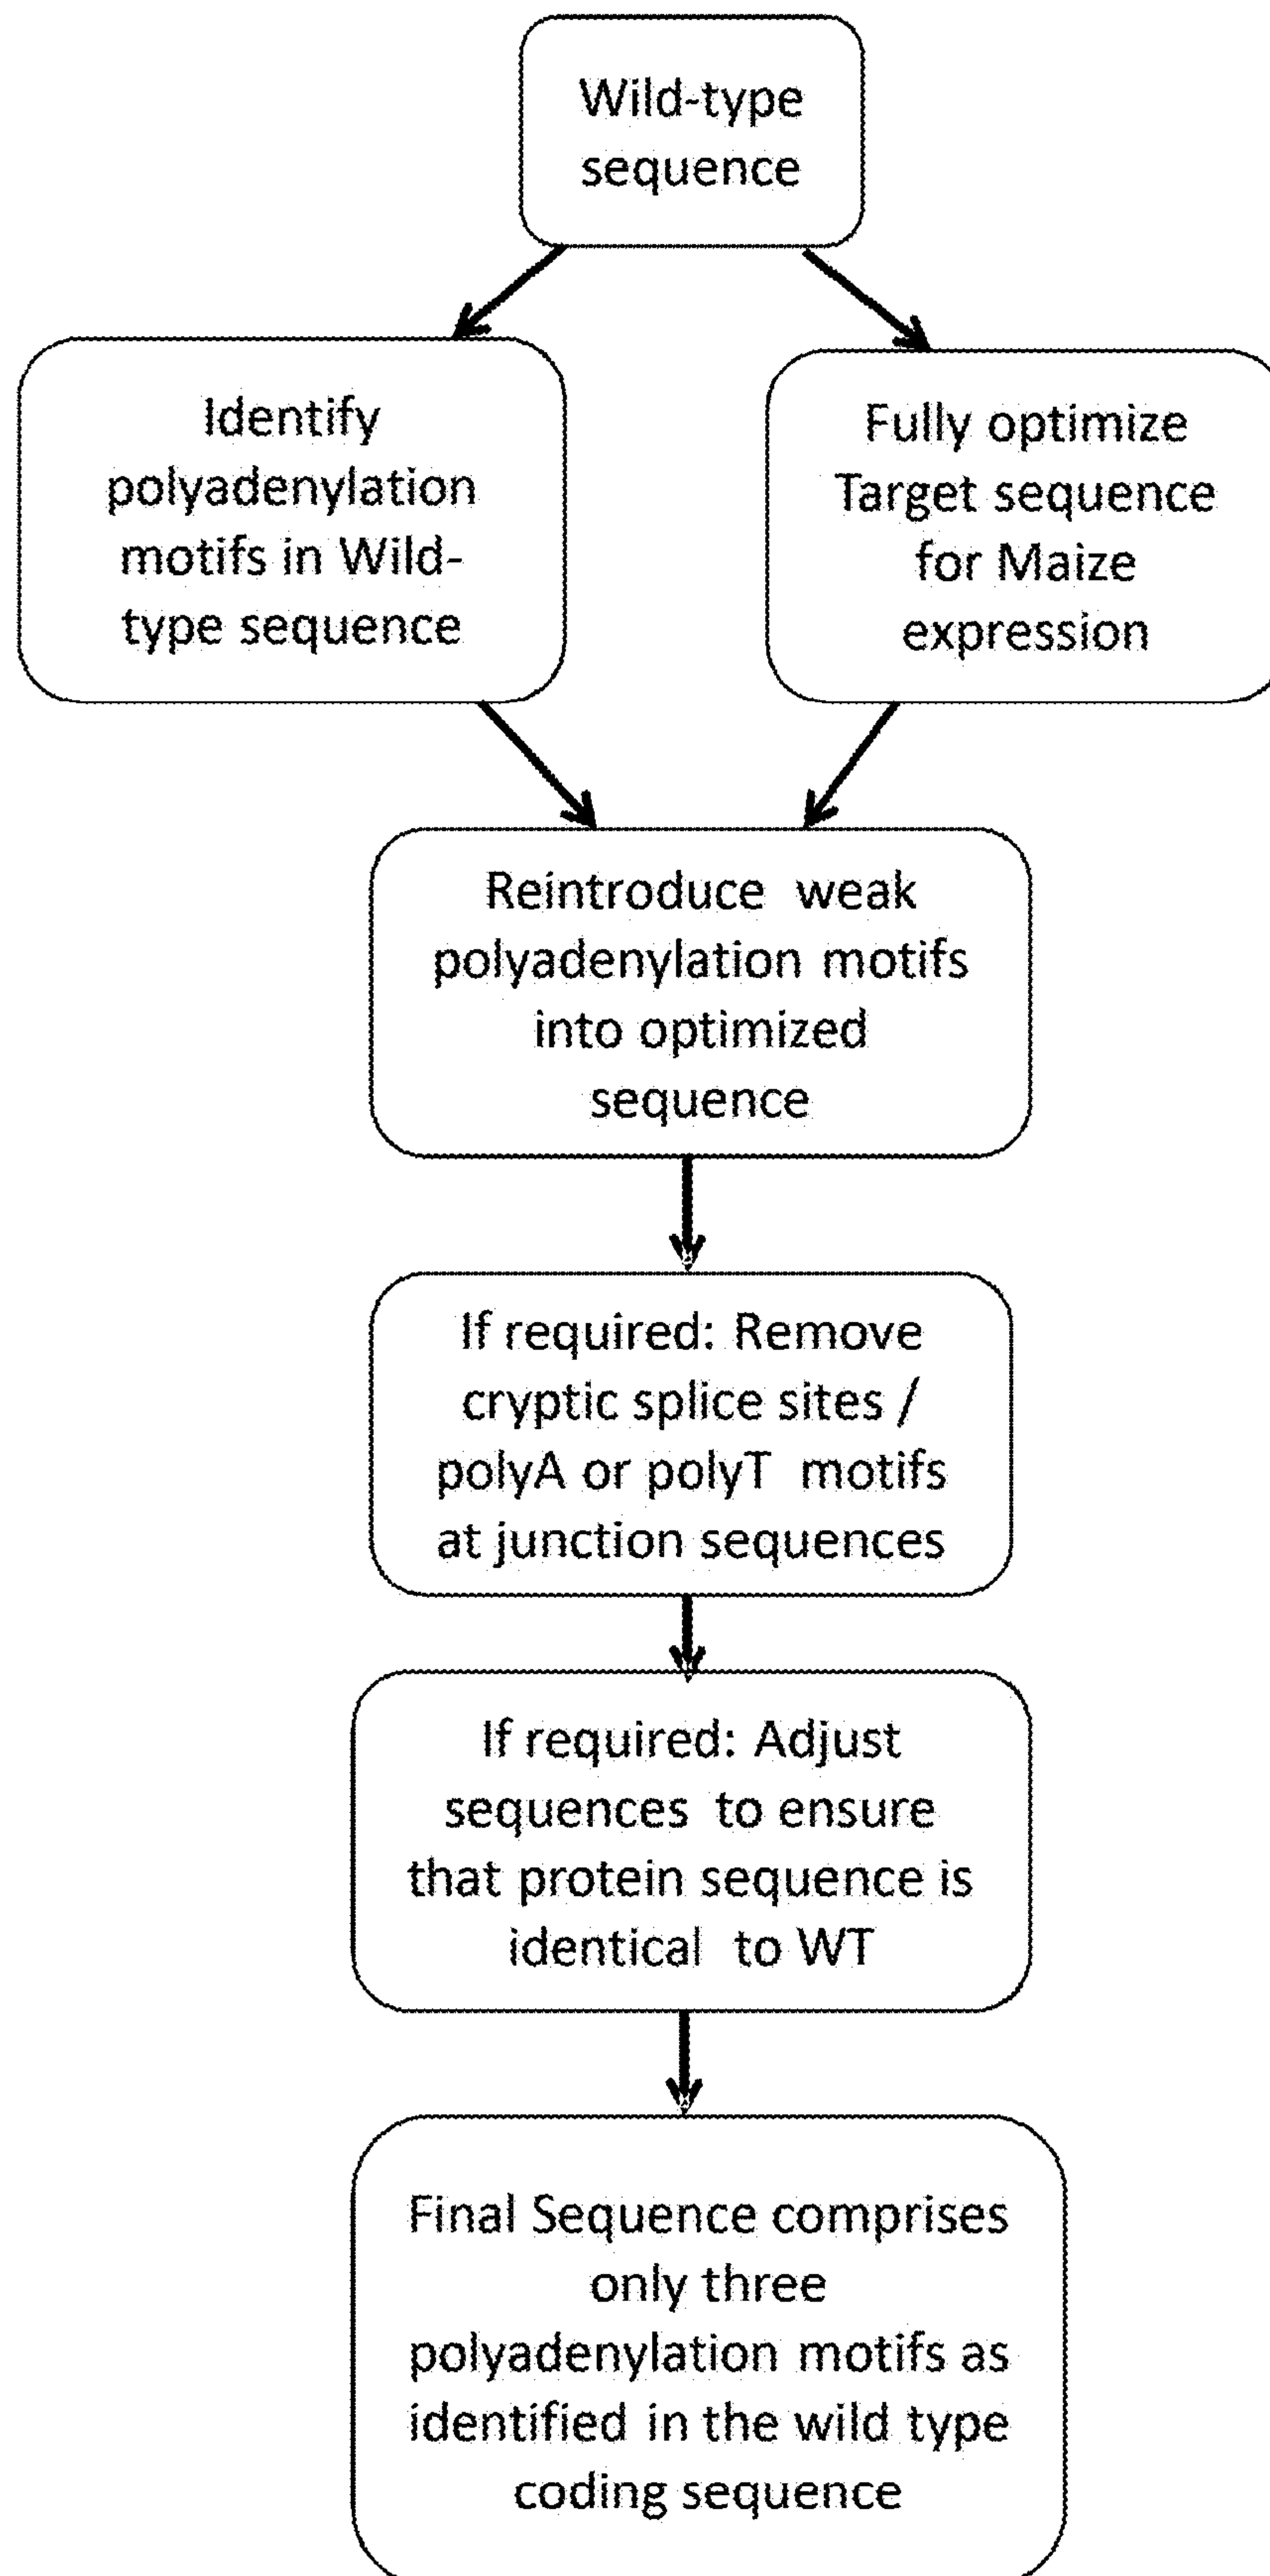 Wild-type
sequence
Identify
polyadenylation
motifs in Wild-
type sequence
Fully optimize
Target sequence
for Maize
expression
Reintroduce weak
polyadenylation motifs
into optimized
sequence
If required: Remove
cryptic splice sites /
polyA or polyT motifs
at junction sequences
If required: Adjust
sequences to ensure
that protein sequence is
identical to WT
Final Sequence comprises
only three
polyadenylation motifs as
identified in the wild type
coding sequence